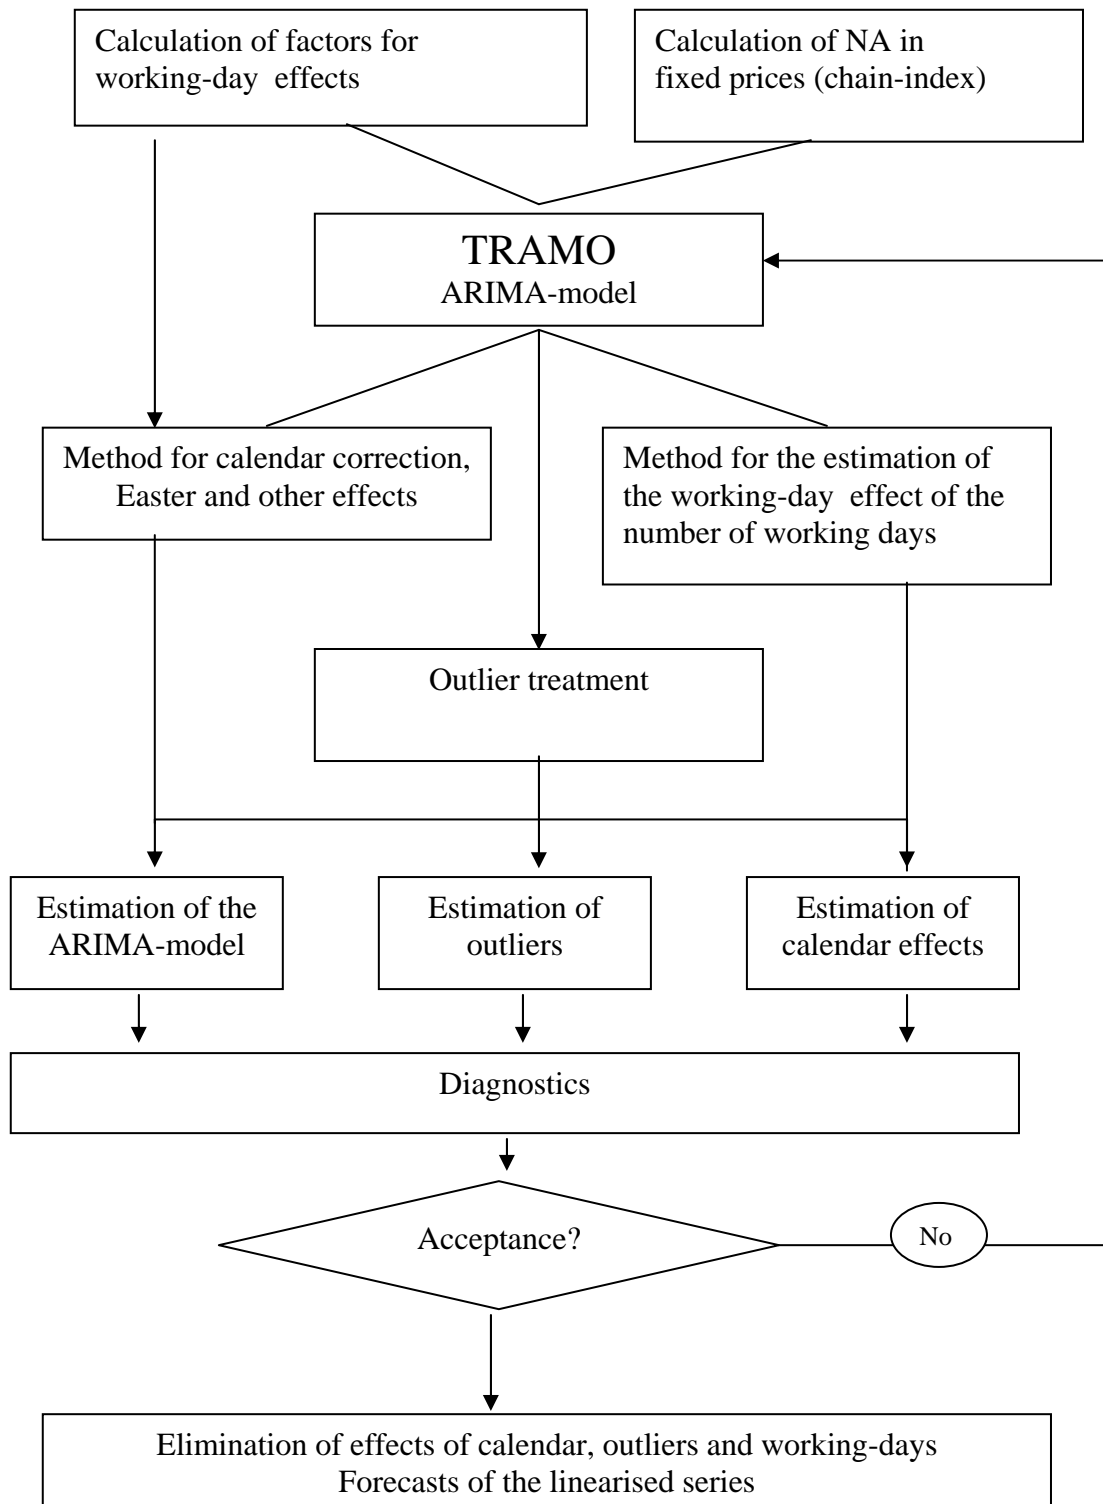 Calculation of factors for
working-day  effects
Calculation of NA in
fixed prices (chain-index)
TRAMO
ARIMA-model
Method for calendar correction,
Easter and other effects
Method for the estimation of
the working-day  effect of the
number of working days
Outlier treatment
Estimation of the
ARIMA-model
Estimation of
outliers
Estimation of
calendar effects
Diagnostics
Acceptance?
No
Elimination of effects of calendar, outliers and working-days
Forecasts of the linearised series